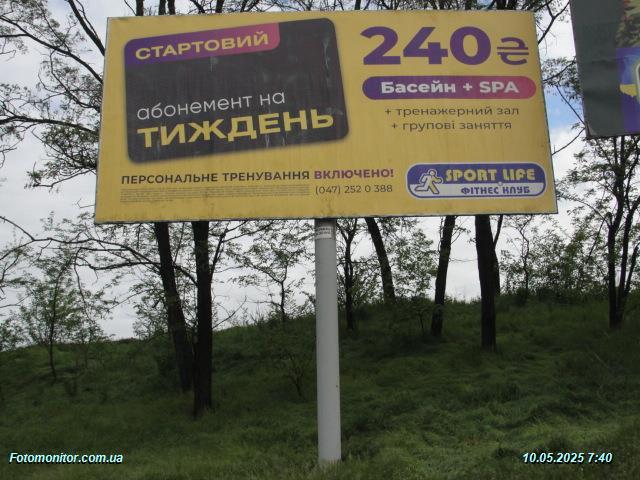 СТАРТОВИЙ
абонемент на
ТИЖДЕНЬ
240₴
Басейн + SPA
+ тренажерний зал
+ групові заняття
ПЕРСОНАЛЬНЕ ТРЕНУВАННЯ ВКЛЮЧЕНО!
(047) 252 0 388
SPORT LIFE
ФІТНЕС КЛУБ
Fotomonitor.com.ua
10.05.2025 7:40